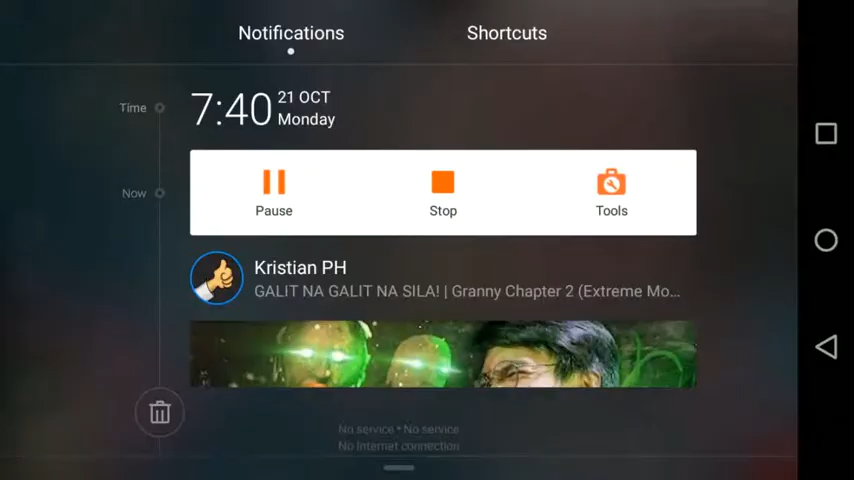 Notifications
Shortcuts
Time
7:40
21 OCT
Monday
Now
Pause
Stop
Tools
Kristian PH
GALIT NA GALIT NA SILA! | Granny Chapter 2 (Extreme Mo...
No service • No service
No Internet connection